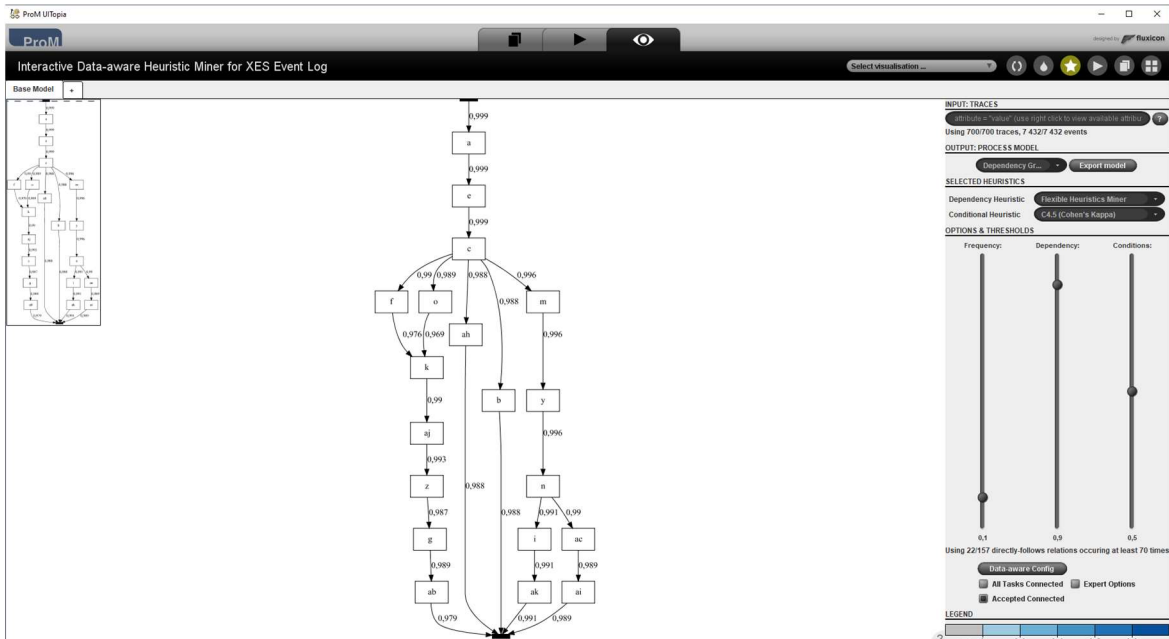 ProM UITopia
ProM
designed by fluxicon
Interactive Data-aware Heuristic Miner for XES Event Log
Select visualisation ...
Base Model
+
0,999
a
0,999
e
0,999
c
0,99
0,989
0,988
0,996
f
o
m
0,988
ah
0,976
0,969
0,996
k
b
y
0,99
aj
0,996
0,993
z
n
0,988
0,987
0,988
0,991
0,99
g
i
ac
0,989
0,991
0,989
ab
ak
ai
0,979
0,991
0,989
INPUT: TRACES
attribute = "value" (use right click to view available attribu
?
Using 700/700 traces, 7 432/7 432 events
OUTPUT: PROCESS MODEL
Dependency Gr...
Export model
SELECTED HEURISTICS
Dependency Heuristic
Flexible Heuristics Miner
Conditional Heuristic
C4.5 (Cohen's Kappa)
OPTIONS & THRESHOLDS
Frequency:
Dependency:
Conditions:
0,1
0,9
0,5
Using 22/157 directly-follows relations occuring at least 70 times
Data-aware Config
All Tasks Connected
Expert Options
Accepted Connected
LEGEND